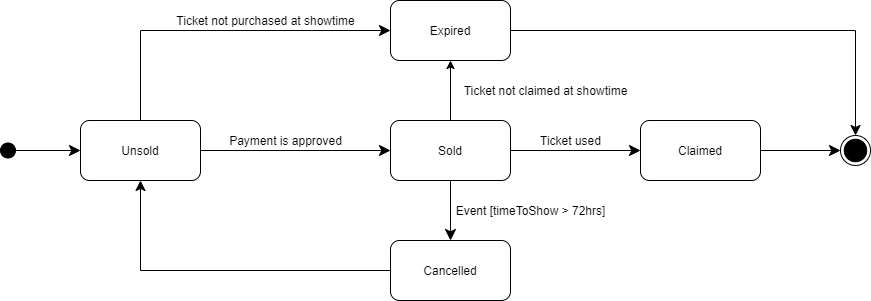 Ticket not purchased at showtime
Expired
Ticket not claimed at showtime
Unsold
Payment is approved
Sold
Ticket used
Claimed
Event [timeToShow > 72hrs]
Cancelled